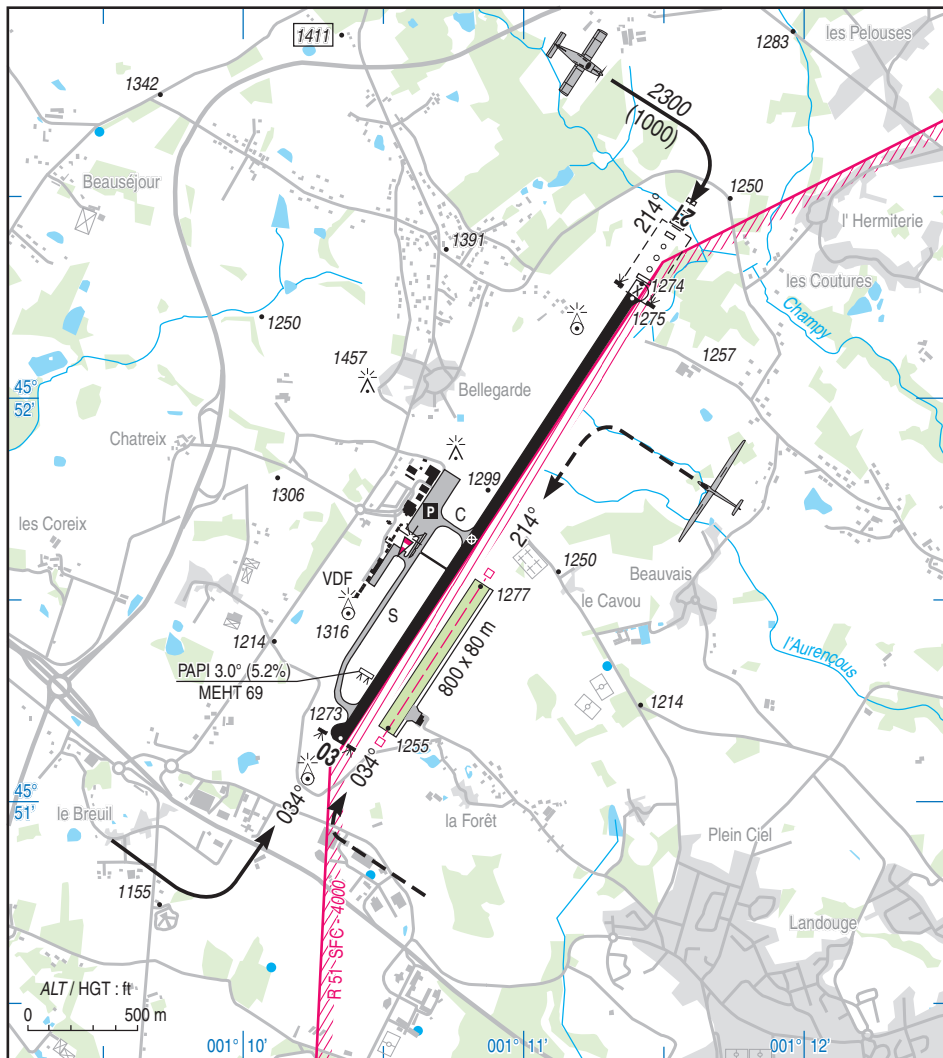 1411
1283
les Pelouses
1342
2300
(1000)
Beauséjour
1250
21
214°
l' Hermiterie
1391
1274
les Coutures
1275
Champy
1250
1257
1457
45°
52'
Bellegarde
Chatreix
1299
1306
P
C
les Coreix
214°
VDF
1250
Beauvais
1277
le Cavou
S
1316
1214
l'Aurençous
PAPI 3.0° (5.2%)
MEHT 69
800 x 80 m
1214
1273
03
1255
034°
034°
45°
51'
le Breuil
la Forêt
Plein Ciel
1155
Landouge
R 51 SFC - 4000
ALT / HGT : ft
0 500 m
001° 10'
001° 11'
001° 12'